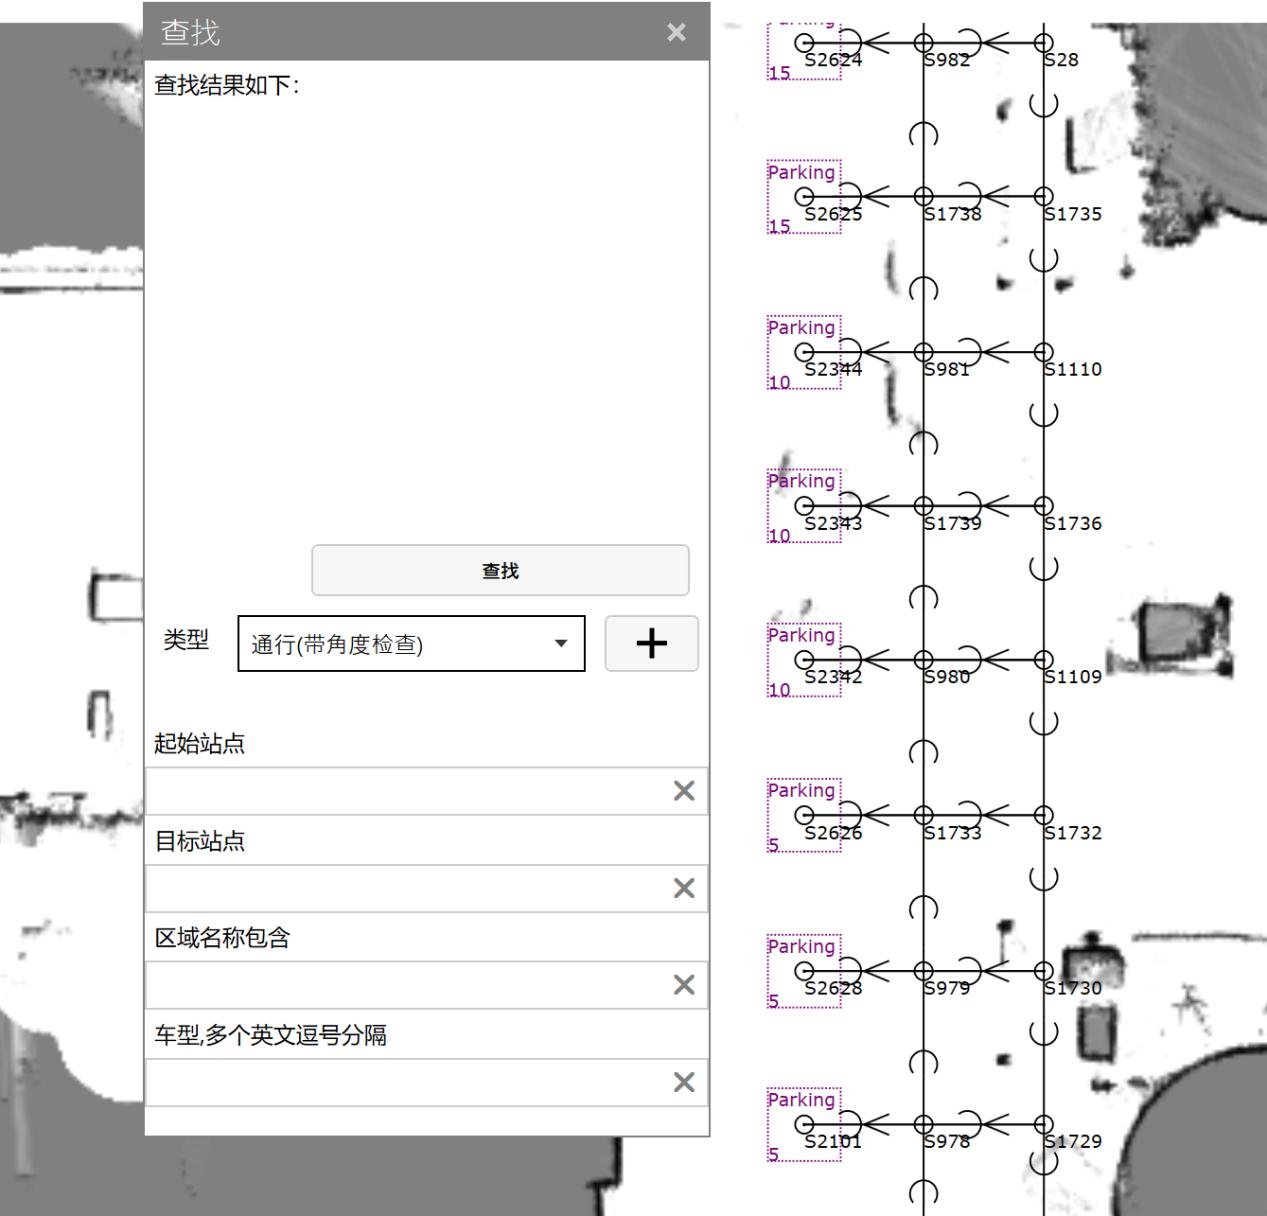 查找
查找结果如下:
查找
类型
通行(带角度检查)
起始站点
目标站点
区域名称包含
车型,多个英文逗号分隔
Parking
S2624 S982 S28
15
Parking
S2625 S1738 S1735
15
Parking
S2344 S981 S1110
10
Parking
S2343 S1739 S1736
10
Parking
S2342 S980 S1109
10
Parking
S2626 S1733 S1732
5
Parking
S2628 S979 S1730
5
Parking
S2101 S978 S1729
5